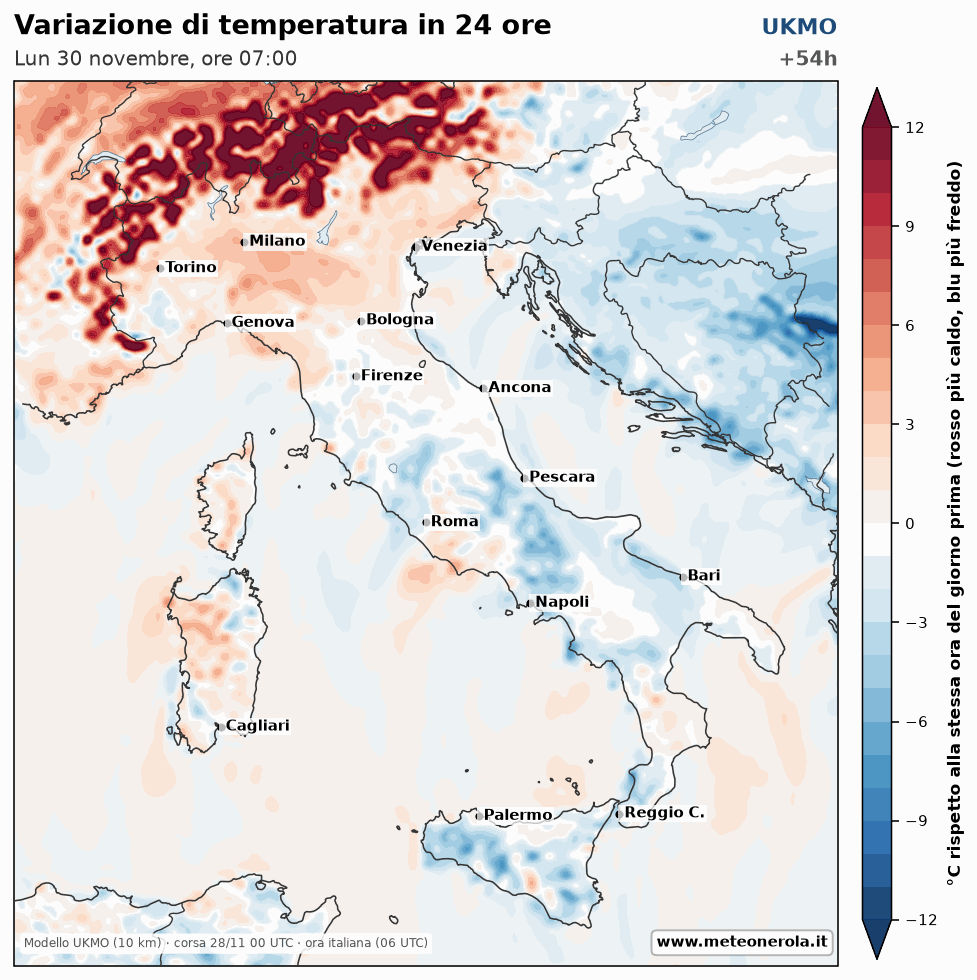 Variazione di temperatura in 24 ore
UKMO
Lun 30 novembre, ore 07:00
+54h
Milano
Venezia
Torino
Genova
Bologna
Firenze
Ancona
Pescara
Roma
Bari
Napoli
Cagliari
Palermo
Reggio C.
12
9
6
3
0
−3
−6
−9
−12
°C rispetto alla stessa ora del giorno prima (rosso più caldo, blu più freddo)
Modello UKMO (10 km) · corsa 28/11 00 UTC · ora italiana (06 UTC)
www.meteonerola.it